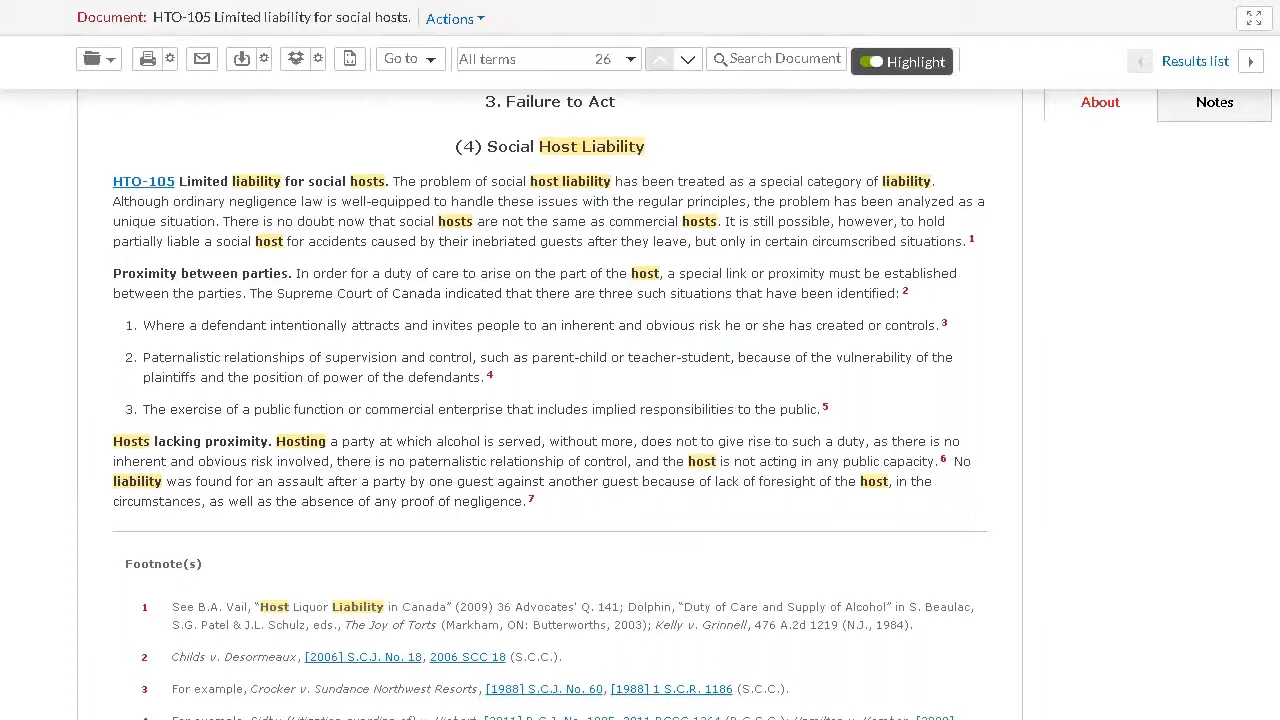 Document: HTO-105 Limited liability for social hosts. Actions
Go to All terms 26 Search Document Highlight Results list
About Notes
3. Failure to Act
(4) Social Host Liability
HTO-105 Limited liability for social hosts. The problem of social host liability has been treated as a special category of liability.
Although ordinary negligence law is well-equipped to handle these issues with the regular principles, the problem has been analyzed as a
unique situation. There is no doubt now that social hosts are not the same as commercial hosts. It is still possible, however, to hold
partially liable a social host for accidents caused by their inebriated guests after they leave, but only in certain circumscribed situations. 1
Proximity between parties. In order for a duty of care to arise on the part of the host, a special link or proximity must be established
between the parties. The Supreme Court of Canada indicated that there are three such situations that have been identified: 2
1. Where a defendant intentionally attracts and invites people to an inherent and obvious risk he or she has created or controls. 3
2. Paternalistic relationships of supervision and control, such as parent-child or teacher-student, because of the vulnerability of the
plaintiffs and the position of power of the defendants. 4
3. The exercise of a public function or commercial enterprise that includes implied responsibilities to the public. 5
Hosts lacking proximity. Hosting a party at which alcohol is served, without more, does not to give rise to such a duty, as there is no
inherent and obvious risk involved, there is no paternalistic relationship of control, and the host is not acting in any public capacity. 6 No
liability was found for an assault after a party by one guest against another guest because of lack of foresight of the host, in the
circumstances, as well as the absence of any proof of negligence. 7
Footnote(s)
1 See B.A. Vail, “Host Liquor Liability in Canada” (2009) 36 Advocates' Q. 141; Dolphin, “Duty of Care and Supply of Alcohol” in S. Beaulac,
S.G. Patel & J.L. Schulz, eds., The Joy of Torts (Markham, ON: Butterworths, 2003); Kelly v. Grinnell, 476 A.2d 1219 (N.J., 1984).
2 Childs v. Desormeaux, [2006] S.C.J. No. 18, 2006 SCC 18 (S.C.C.).
3 For example, Crocker v. Sundance Northwest Resorts, [1988] S.C.J. No. 60, [1988] 1 S.C.R. 1186 (S.C.C.).